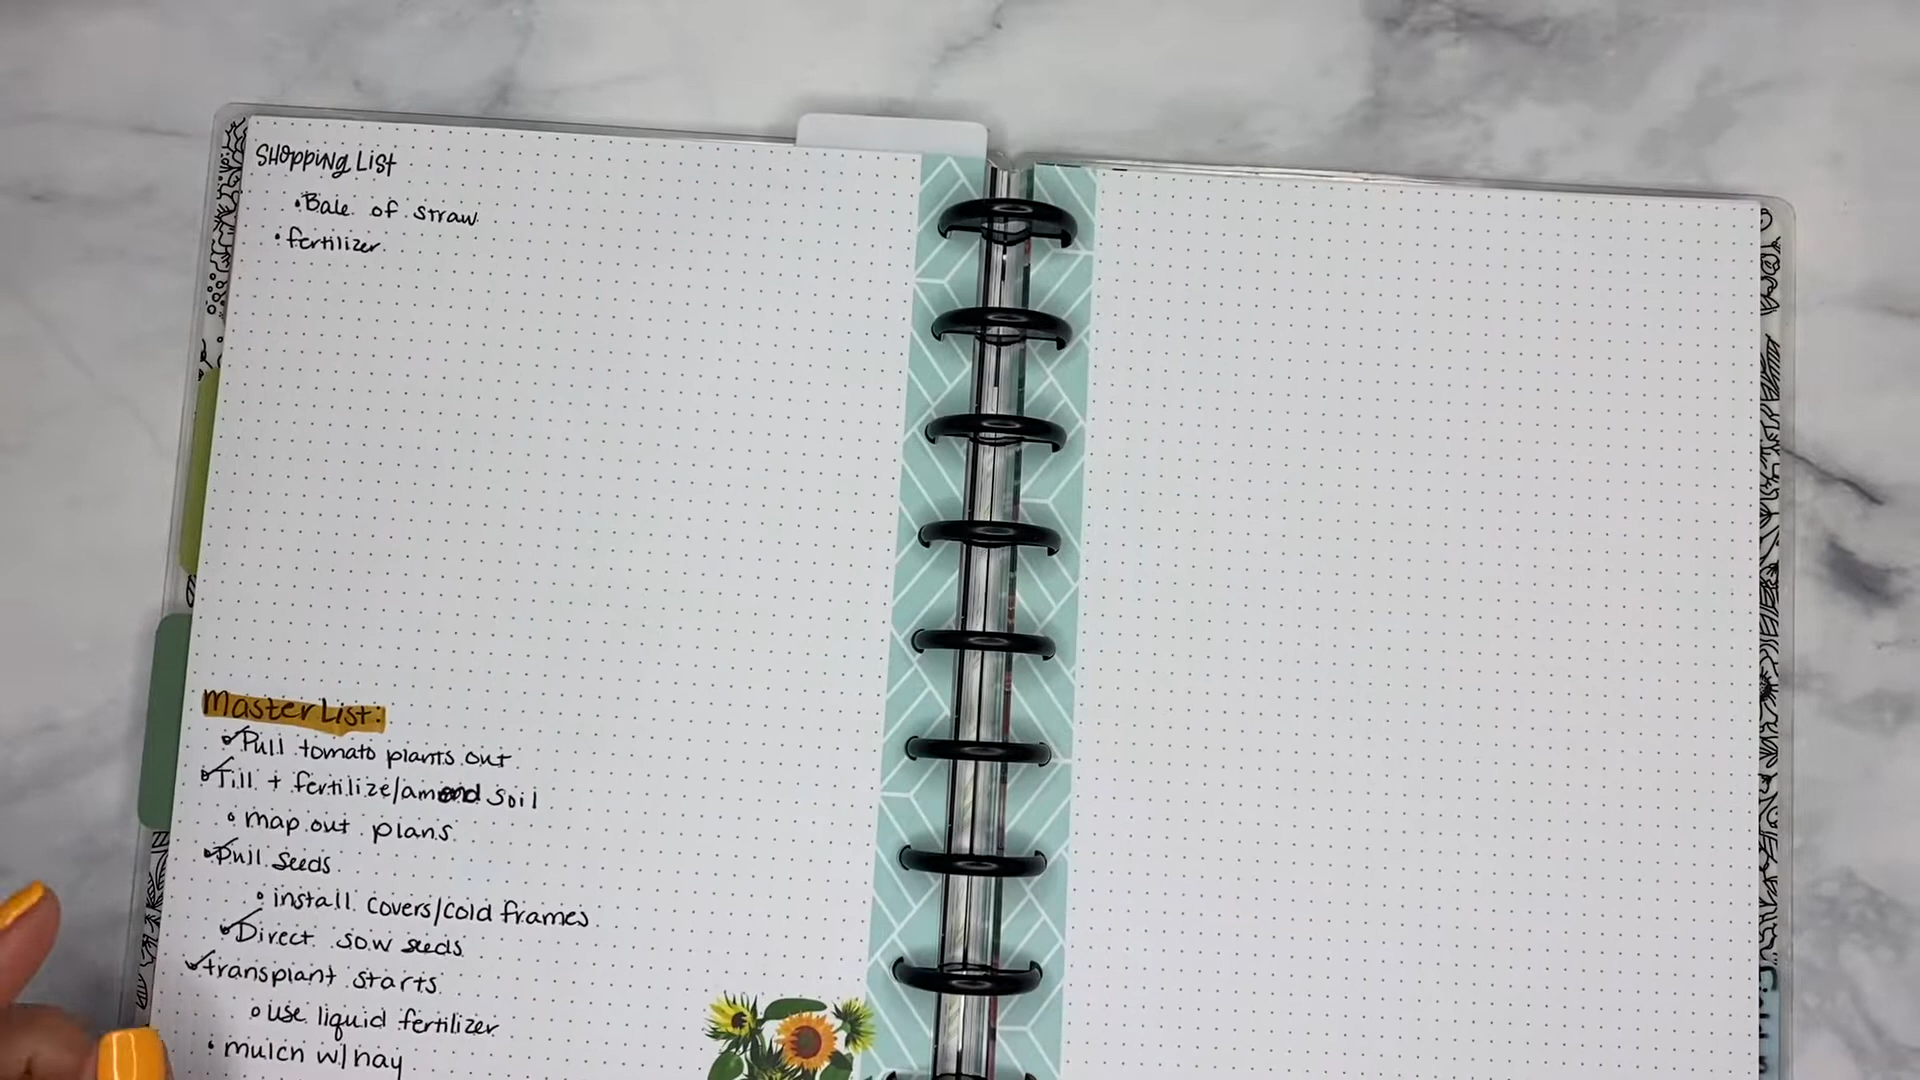 SHOPPING LIST
• Bale of straw
• fertilizer
Master List:
Pull tomato plants out
Till + fertilize/amend soil
map out plans
Pull seeds
install covers/cold frames
Direct sow seeds
transplant starts
use liquid fertilizer
• mulch w/hay